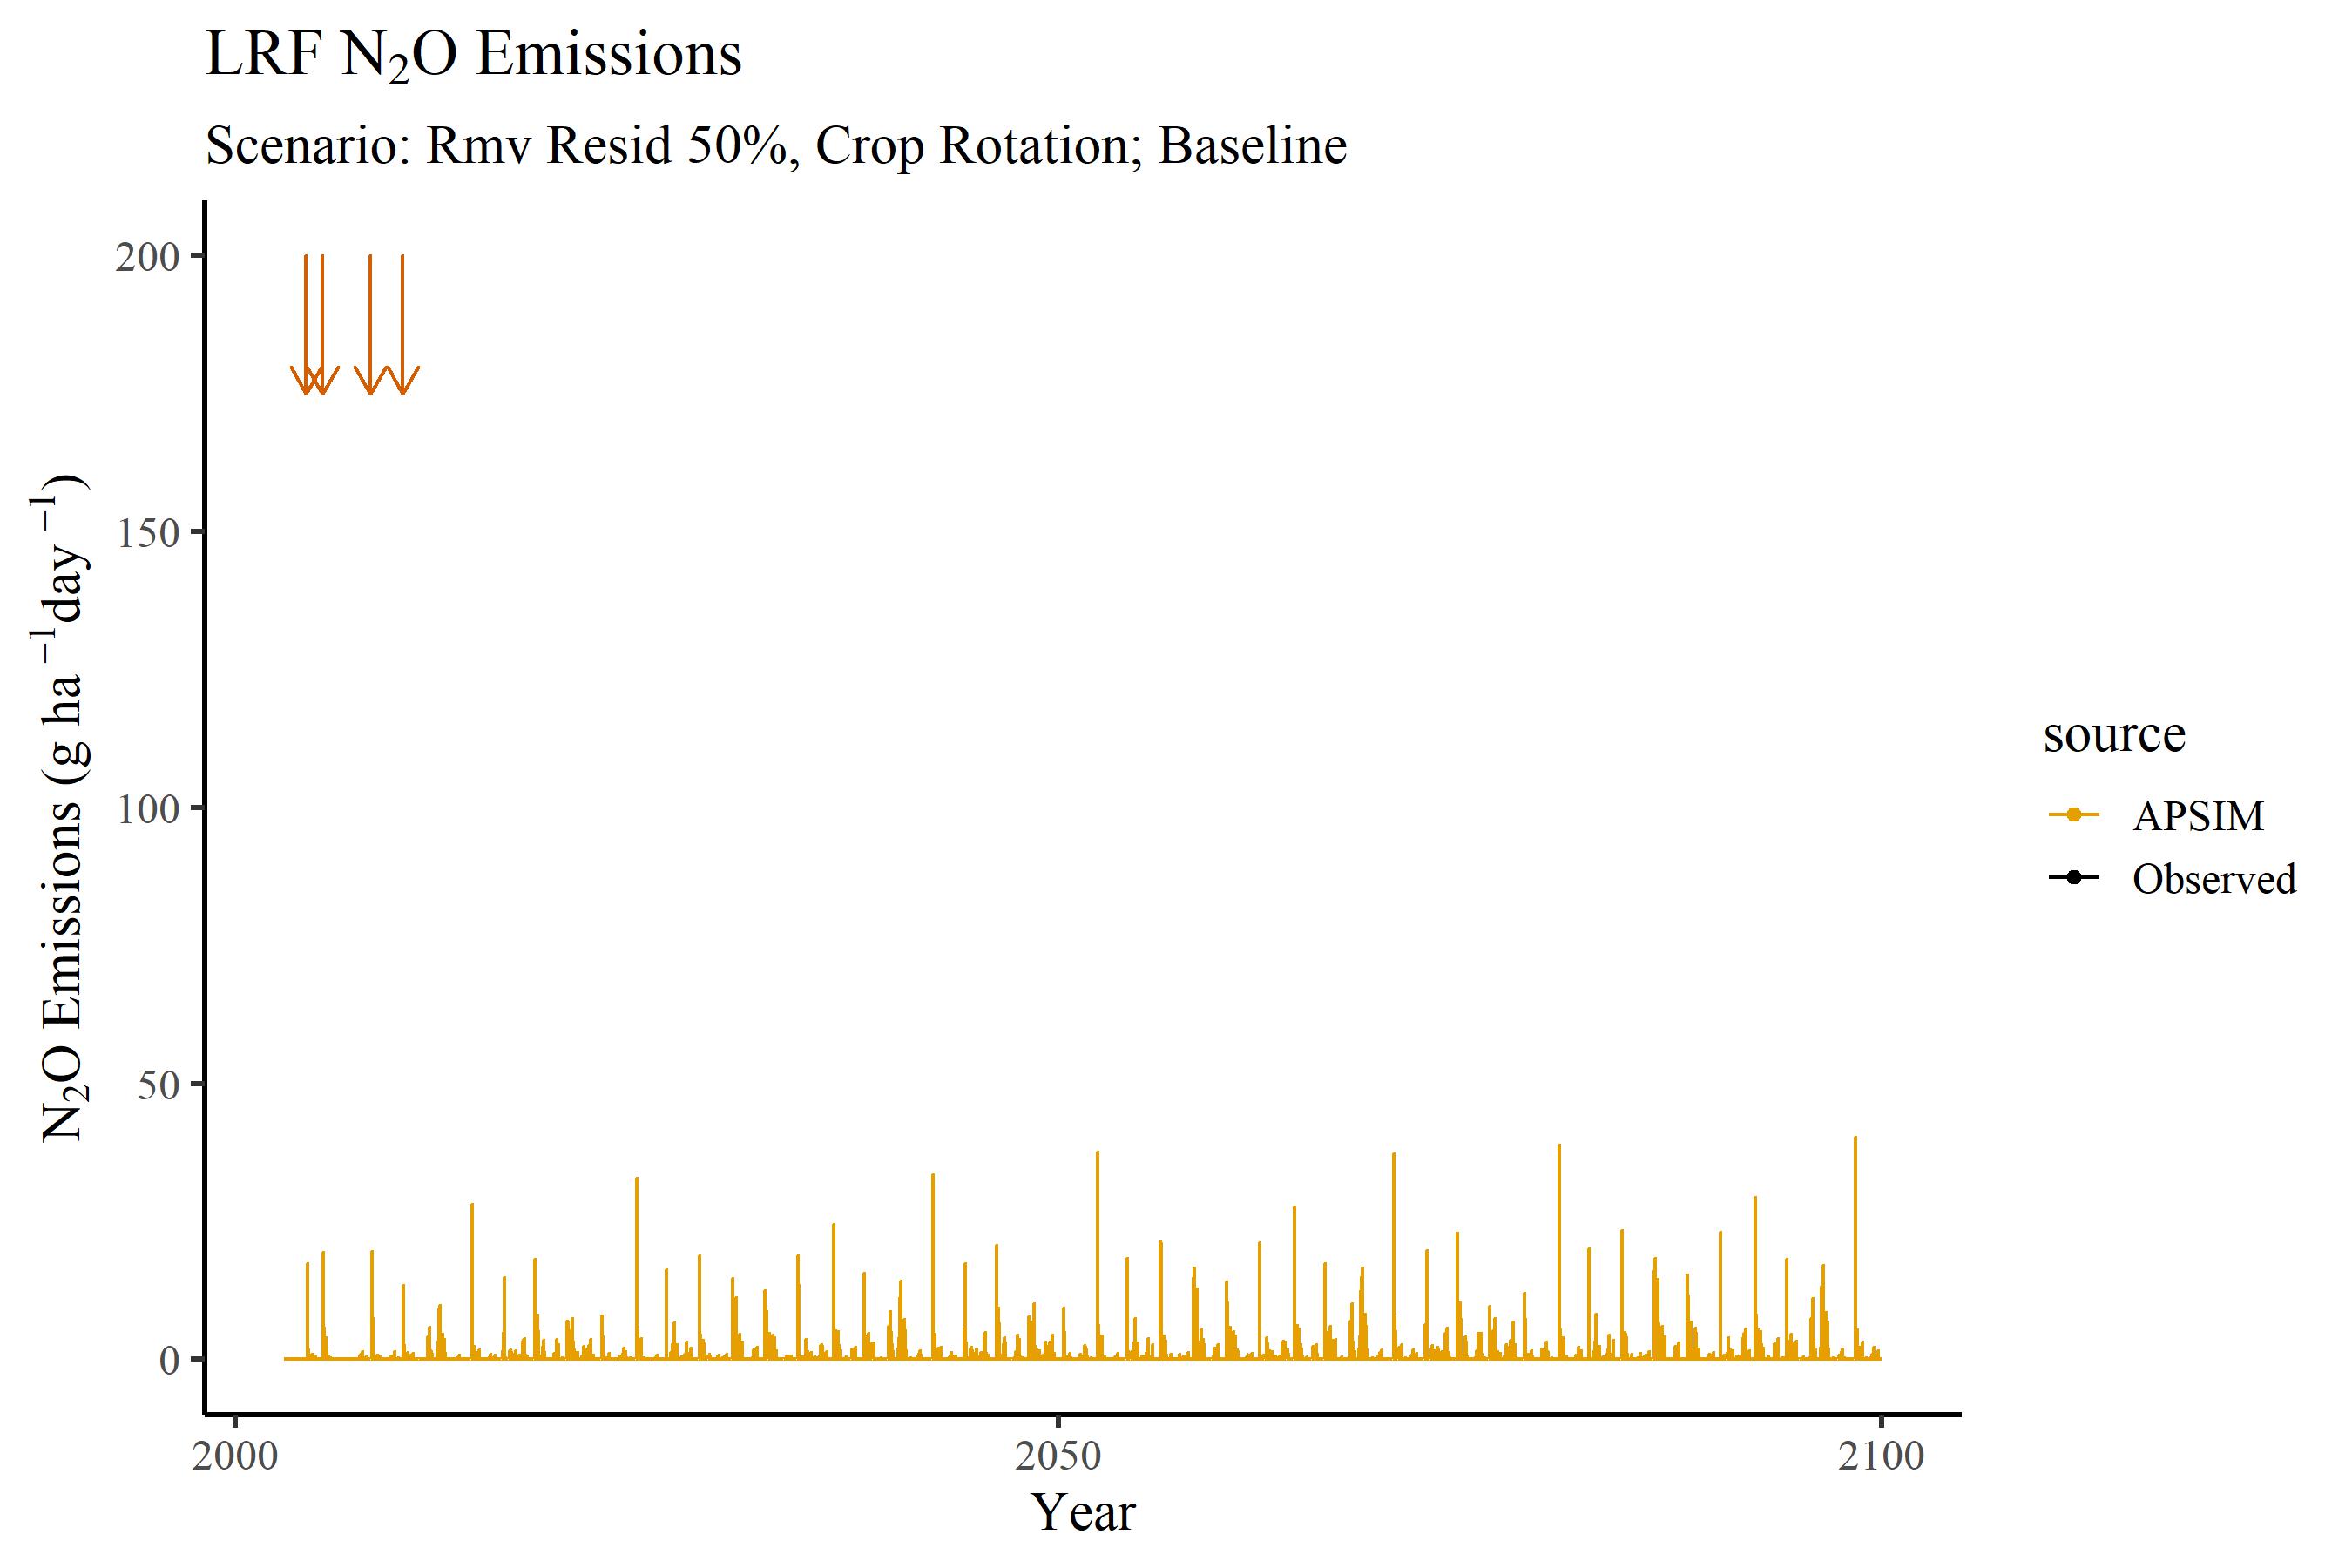 LRF N₂O Emissions
Scenario: Rmv Resid 50%, Crop Rotation; Baseline
N₂O Emissions (g ha ⁻¹day ⁻¹)
200
150
100
50
0
2000
2050
2100
Year
source
APSIM
Observed